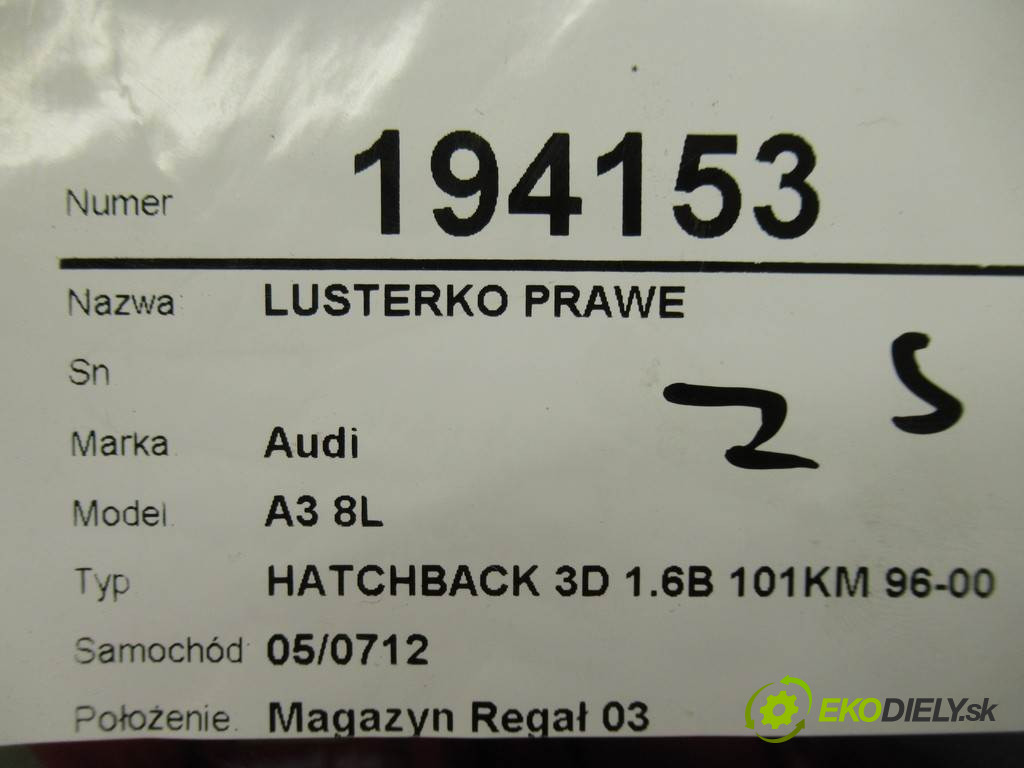 Numer 194153
Nazwa LUSTERKO PRAWE
Sn
Marka Audi
Model A3 8L
Typ HATCHBACK 3D 1.6B 101KM 96-00
Samochód 05/0712
Położenie Magazyn Regał 03
EKODIELY.sk